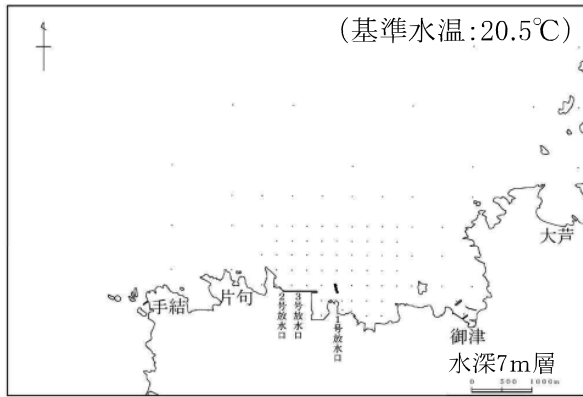 (基準水温:20.5℃)
大芦
手結
片句
2号放水口
3号放水口
1号放水口
御津
水深7m層
0 500 1000m